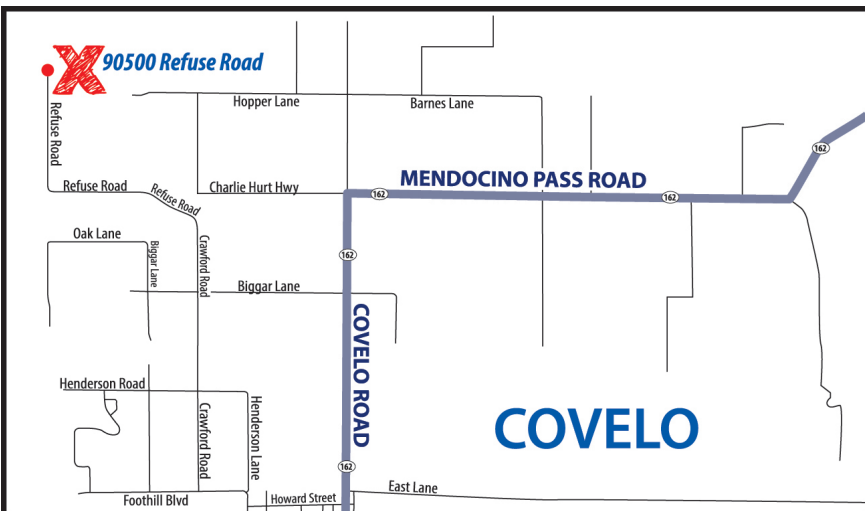 X 90500 Refuse Road
Hopper Lane
Barnes Lane
Refuse Road
162
MENDOCINO PASS ROAD
Refuse Road
Refuse Road
Charlie Hurt Hwy
162
162
Oak Lane
Biggar Lane
Crawford Road
162
Biggar Lane
COVELO ROAD
Henderson Road
Crawford Road
Henderson Lane
COVELO
162
East Lane
Foothill Blvd
Howard Street